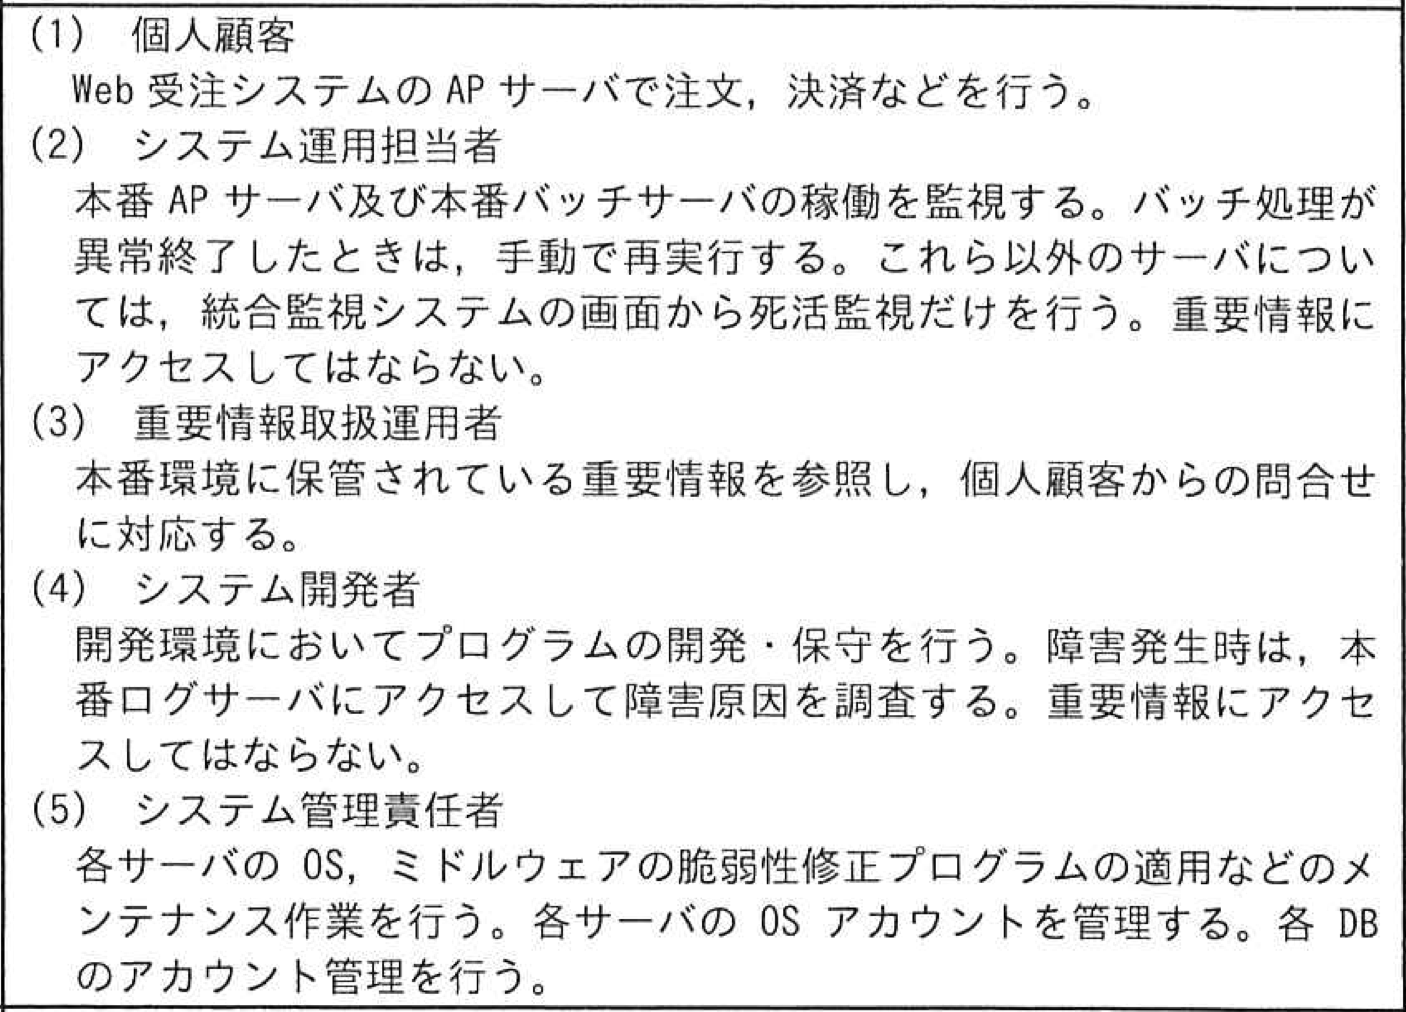 (1) 個人顧客
Web 受注システムの AP サーバで注文，決済などを行う。
(2) システム運用担当者
本番 AP サーバ及び本番バッチサーバの稼働を監視する。バッチ処理が
異常終了したときは，手動で再実行する。これら以外のサーバについ
ては，統合監視システムの画面から死活監視だけを行う。重要情報に
アクセスしてはならない。
(3) 重要情報取扱運用者
本番環境に保管されている重要情報を参照し，個人顧客からの問合せ
に対応する。
(4) システム開発者
開発環境においてプログラムの開発・保守を行う。障害発生時は，本
番ログサーバにアクセスして障害原因を調査する。重要情報にアクセ
スしてはならない。
(5) システム管理責任者
各サーバの OS，ミドルウェアの脆弱性修正プログラムの適用などのメ
ンテナンス作業を行う。各サーバの OS アカウントを管理する。各 DB
のアカウント管理を行う。